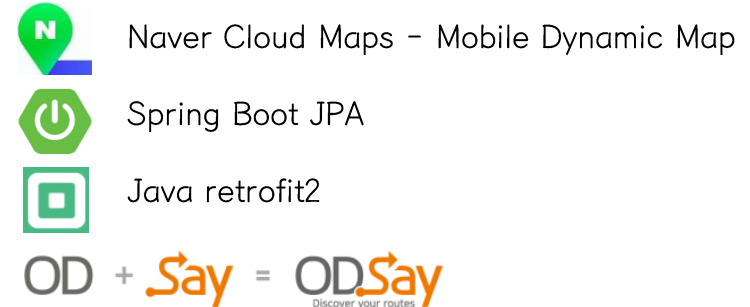 N Naver Cloud Maps - Mobile Dynamic Map
Spring Boot JPA
Java retrofit2
OD + Say = ODSay
Discover your routes